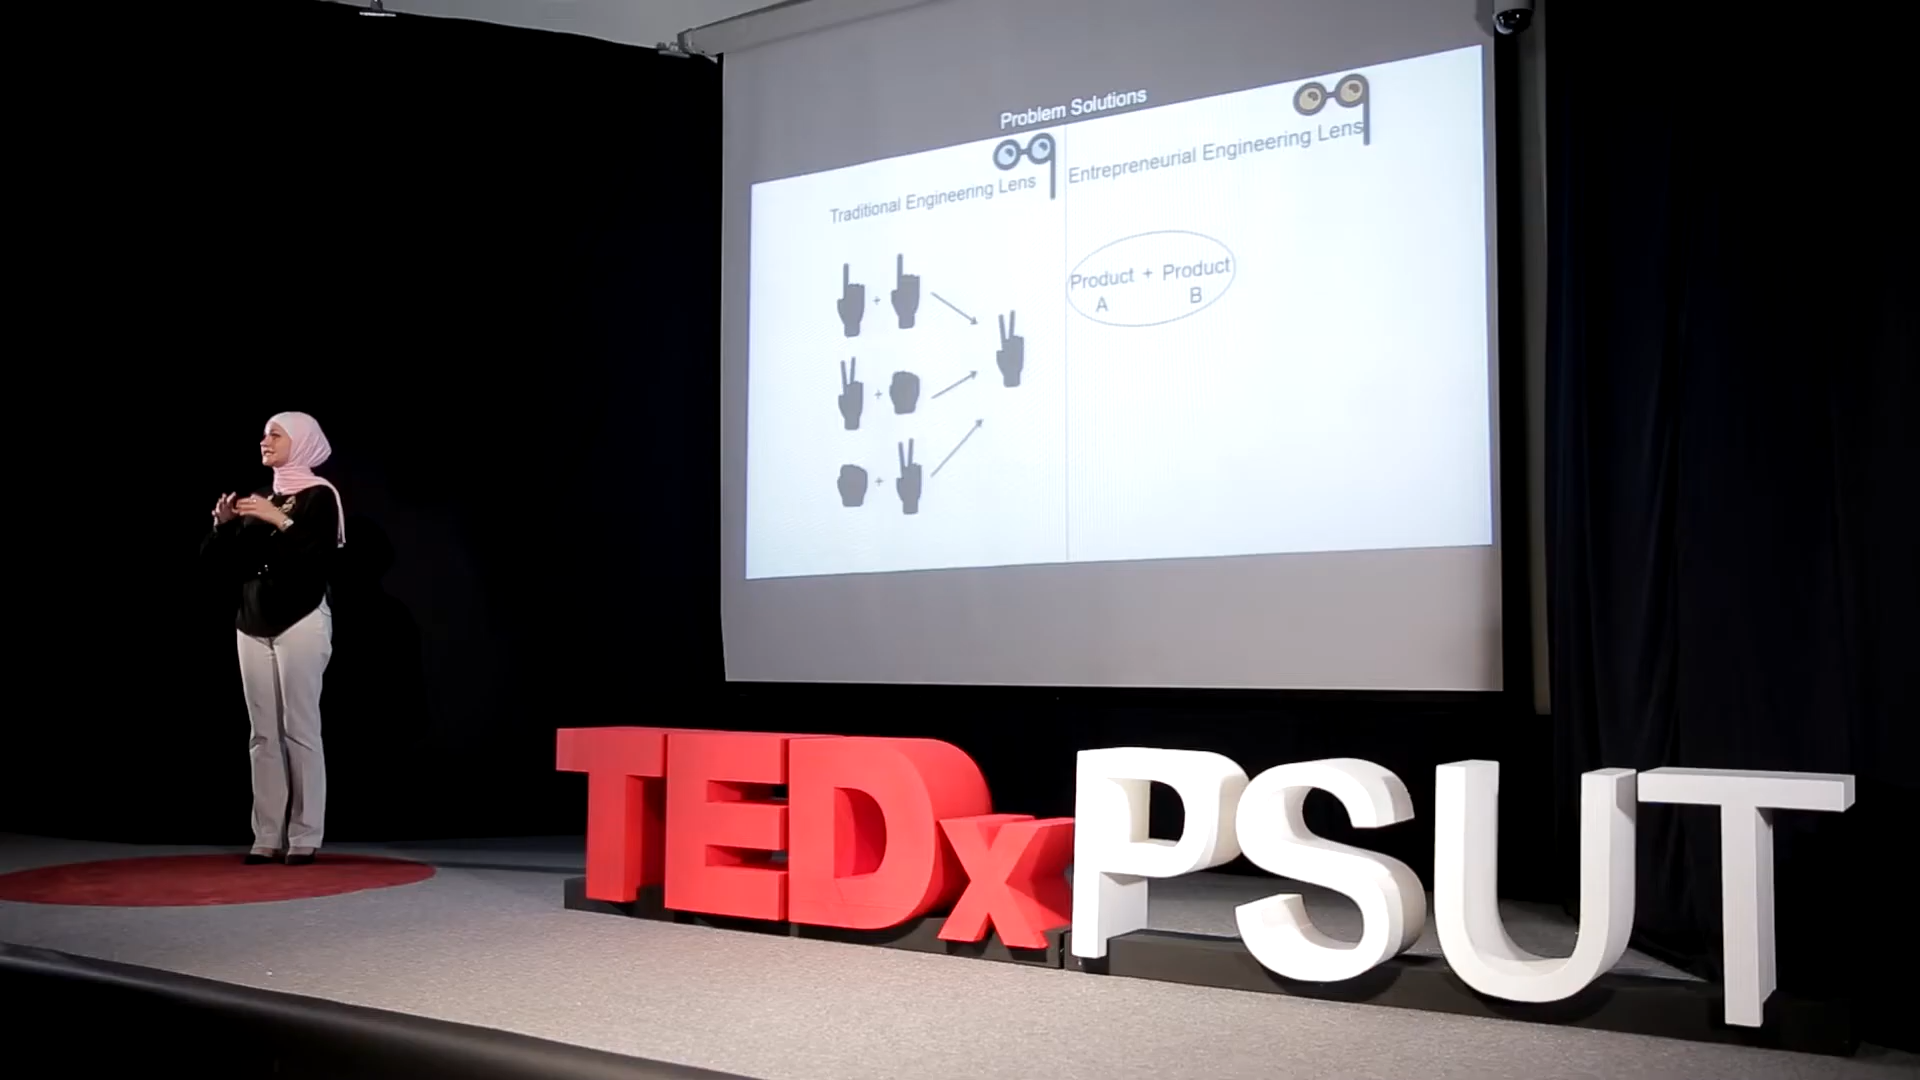 Problem Solutions
Traditional Engineering Lens
Entrepreneurial Engineering Lens
+
Product + Product
A B
+
+
TEDxPSUT